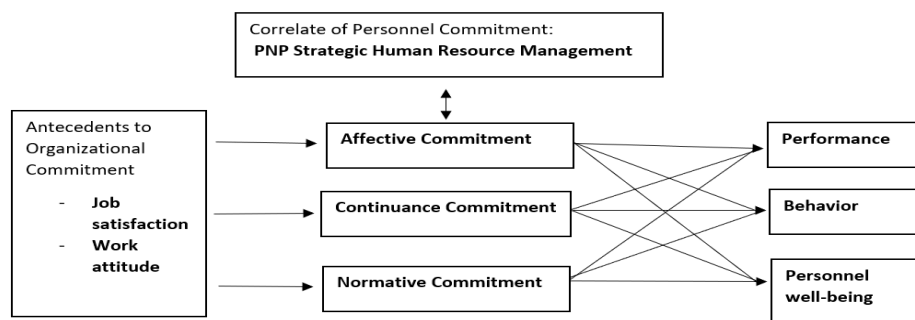 Correlate of Personnel Commitment:
PNP Strategic Human Resource Management
Antecedents to
Organizational
Commitment
- Job
satisfaction
- Work
attitude
Affective Commitment
Continuance Commitment
Normative Commitment
Performance
Behavior
Personnel
well-being